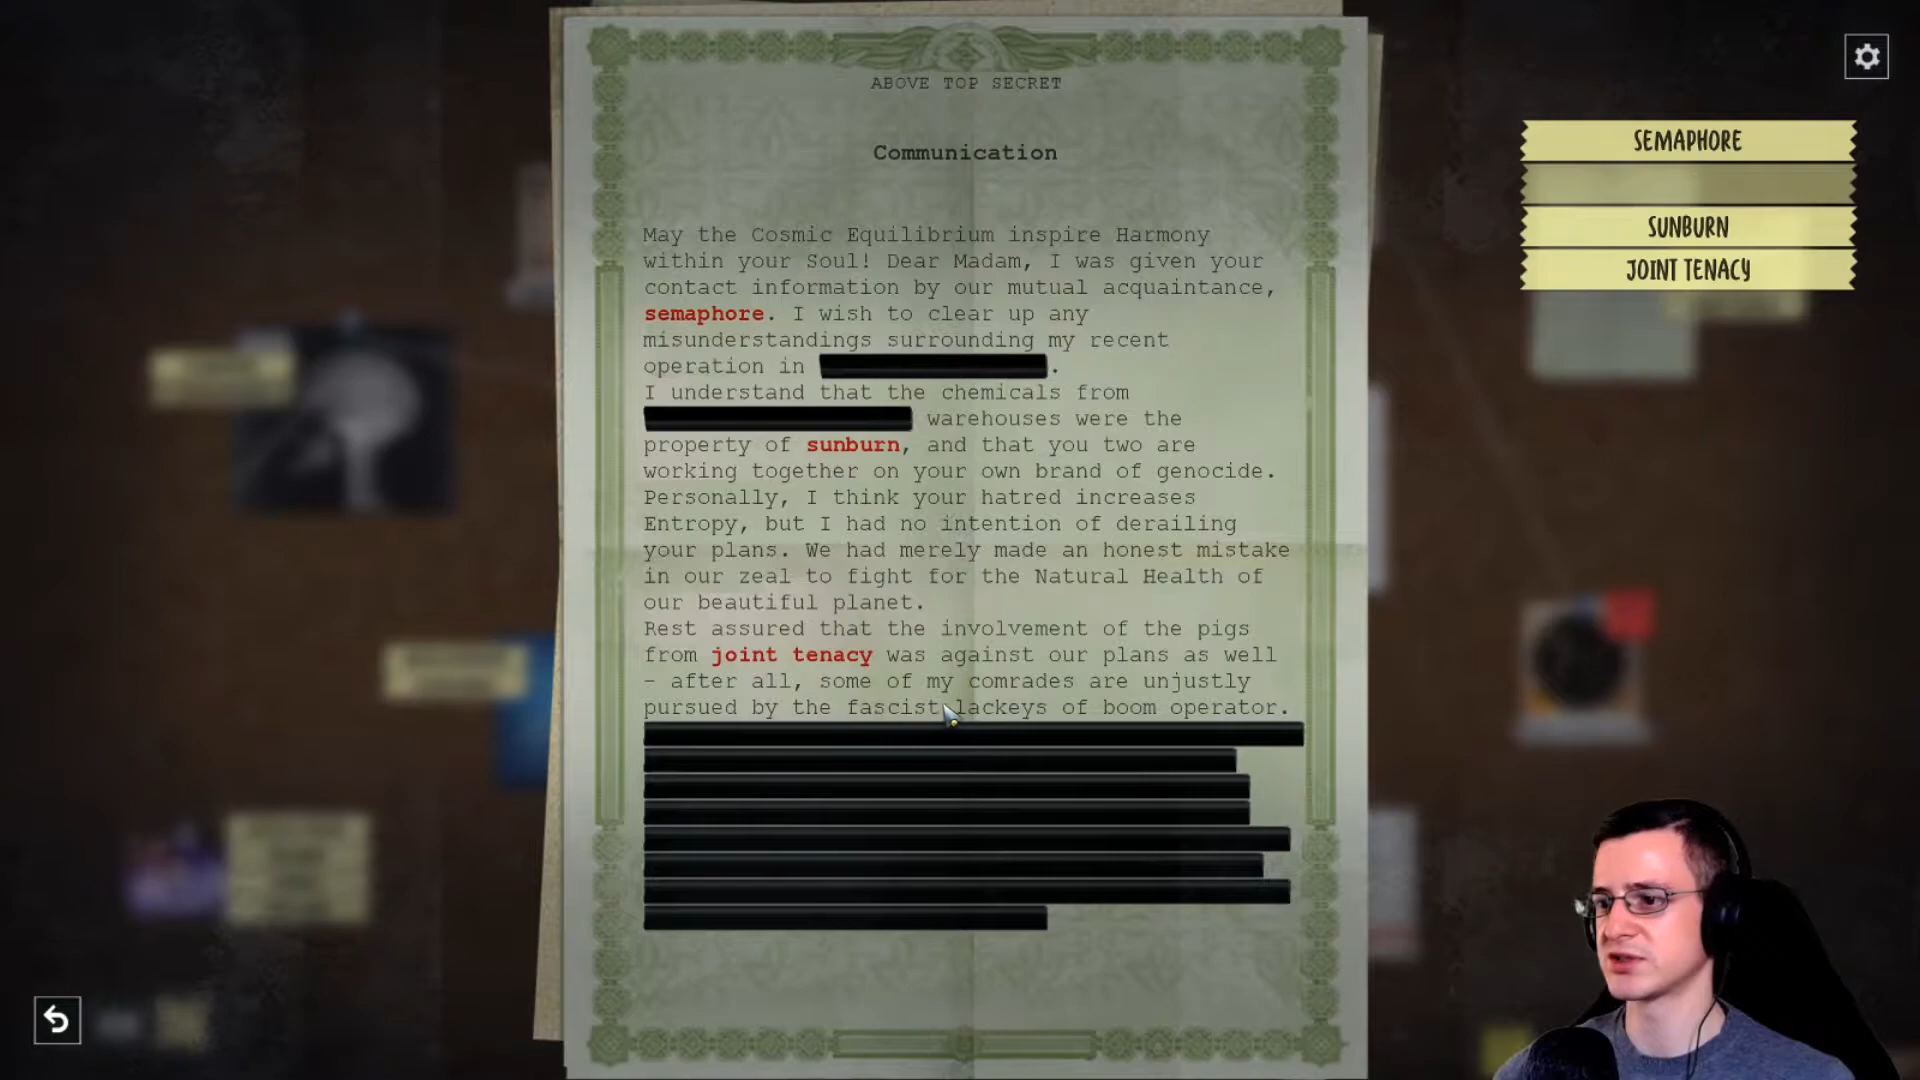 ABOVE TOP SECRET
Communication
May the Cosmic Equilibrium inspire Harmony
within your Soul! Dear Madam, I was given your
contact information by our mutual acquaintance,
semaphore. I wish to clear up any
misunderstandings surrounding my recent
operation in .
I understand that the chemicals from
warehouses were the
property of sunburn, and that you two are
working together on your own brand of genocide.
Personally, I think your hatred increases
Entropy, but I had no intention of derailing
your plans. We had merely made an honest mistake
in our zeal to fight for the Natural Health of
our beautiful planet.
Rest assured that the involvement of the pigs
from joint tenacy was against our plans as well
- after all, some of my comrades are unjustly
pursued by the fascist lackeys of boom operator.
SEMAPHORE
SUNBURN
JOINT TENACY